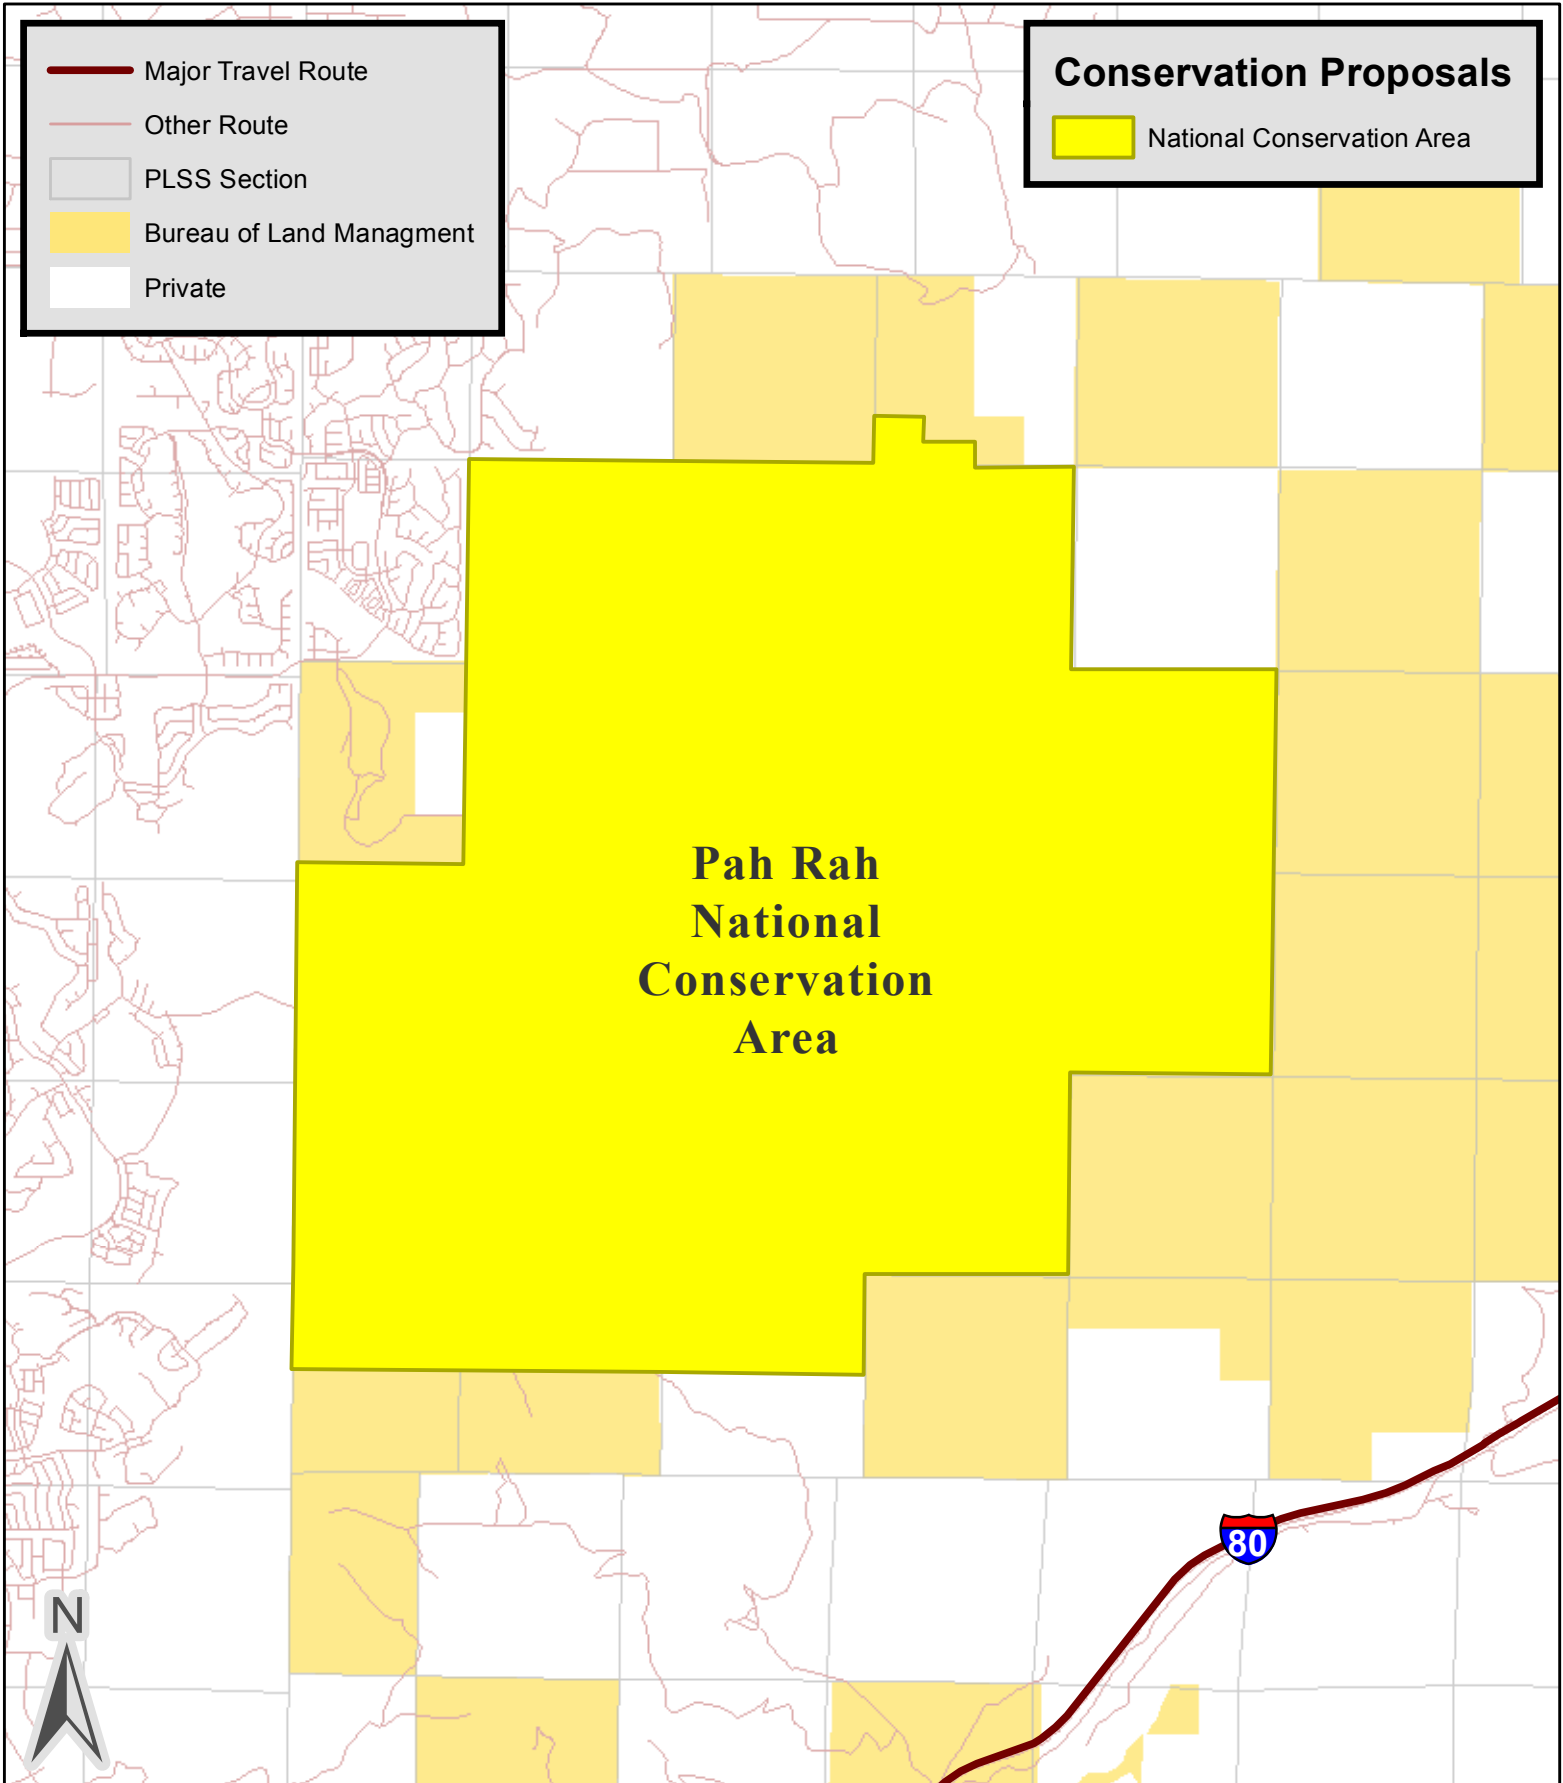 Major Travel Route
Other Route
PLSS Section
Bureau of Land Managment
Private
Conservation Proposals
National Conservation Area
Pah Rah
National
Conservation
Area
80
N